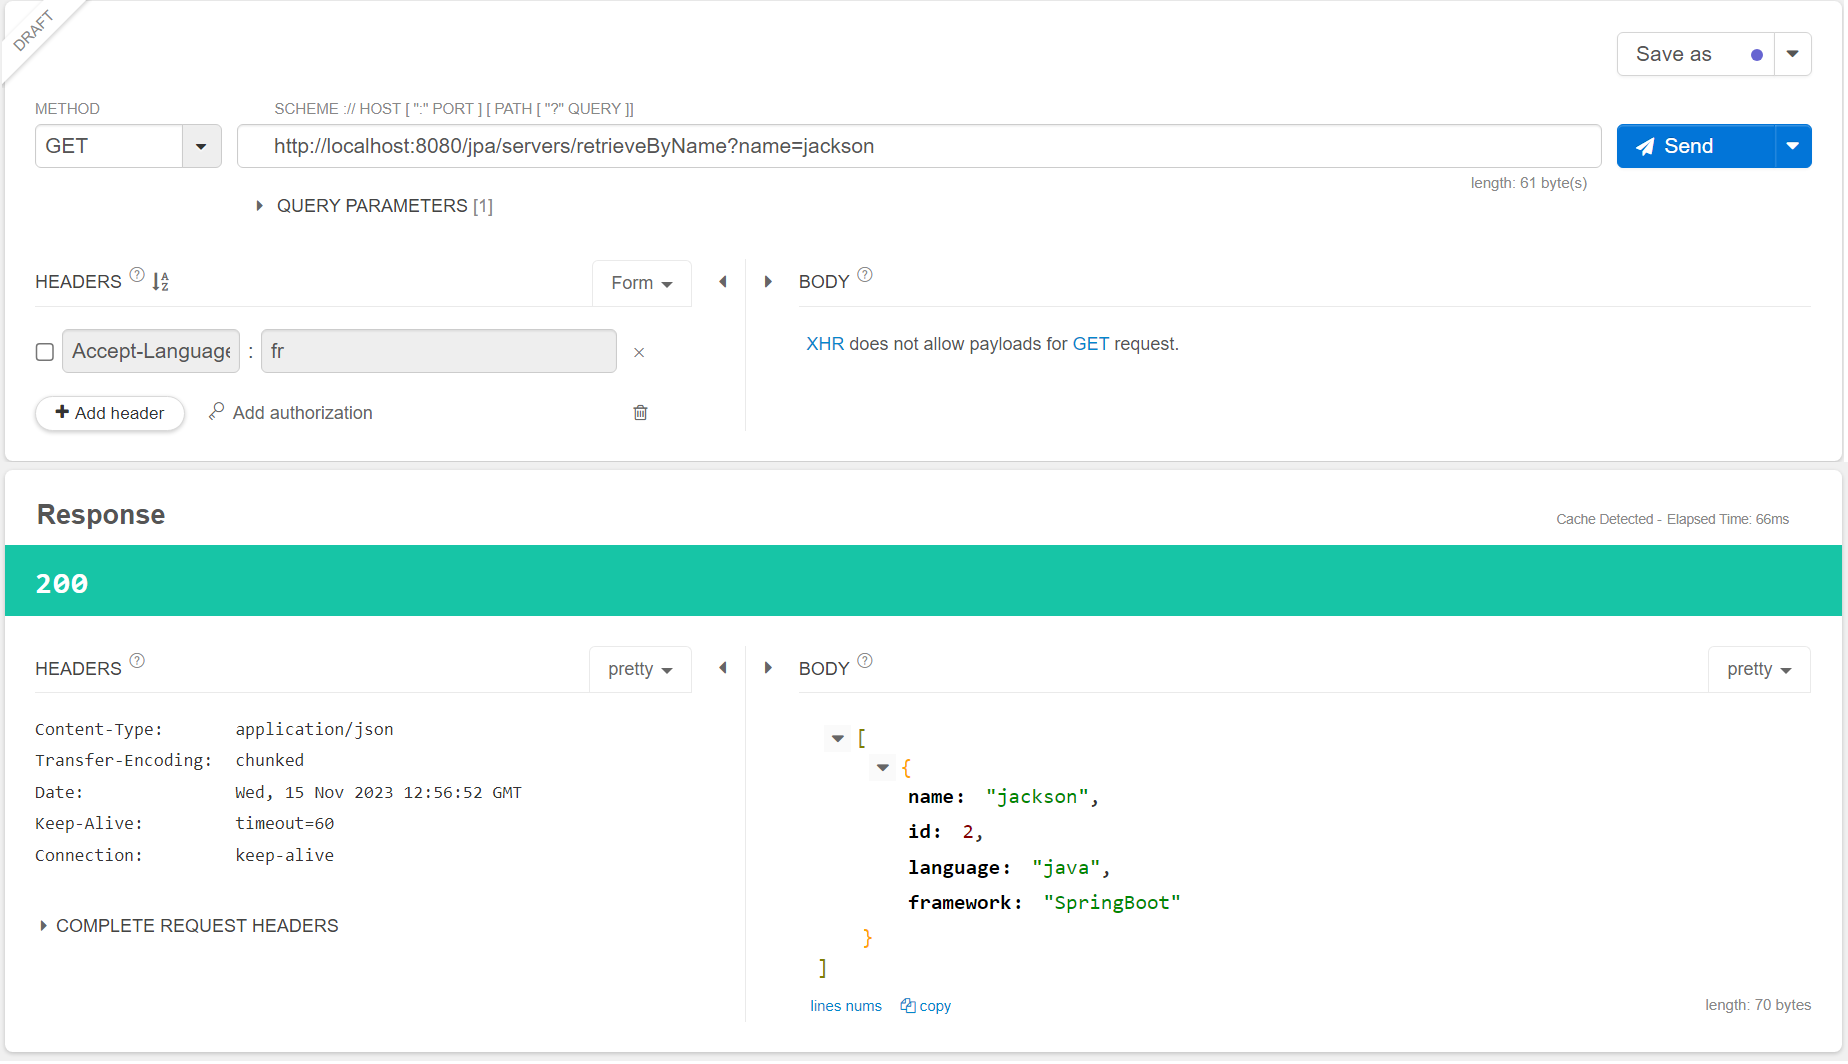 DRAFT
Save as
METHOD
SCHEME :// HOST [ ":" PORT ] [ PATH [ "?" QUERY ]]
GET
http://localhost:8080/jpa/servers/retrieveByName?name=jackson
Send
length: 61 byte(s)
QUERY PARAMETERS [1]
HEADERS ? AZ
Form
BODY ?
Accept-Language : fr
XHR does not allow payloads for GET request.
Add header
Add authorization
Response
Cache Detected - Elapsed Time: 66ms
200
HEADERS ?
pretty
BODY ?
pretty
Content-Type: application/json
Transfer-Encoding: chunked
Date: Wed, 15 Nov 2023 12:56:52 GMT
Keep-Alive: timeout=60
Connection: keep-alive
COMPLETE REQUEST HEADERS
[
{
name: "jackson",
id: 2,
language: "java",
framework: "SpringBoot"
}
]
lines nums
copy
length: 70 bytes